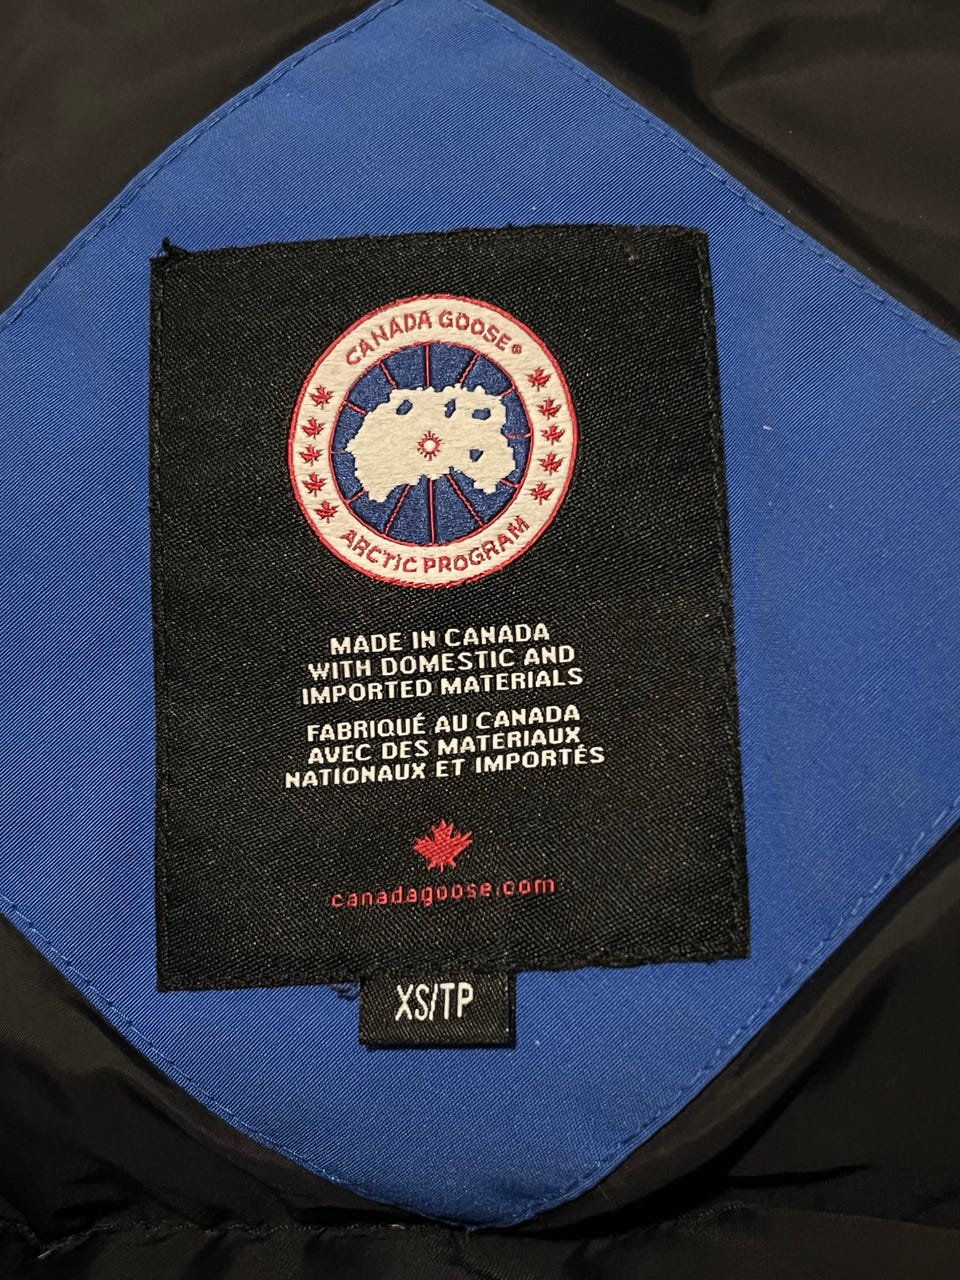 CANADA GOOSE®
ARCTIC PROGRAM
MADE IN CANADA
WITH DOMESTIC AND
IMPORTED MATERIALS
FABRIQUÉ AU CANADA
AVEC DES MATÉRIAUX
NATIONAUX ET IMPORTÉS
canadagoose.com
XS/TP